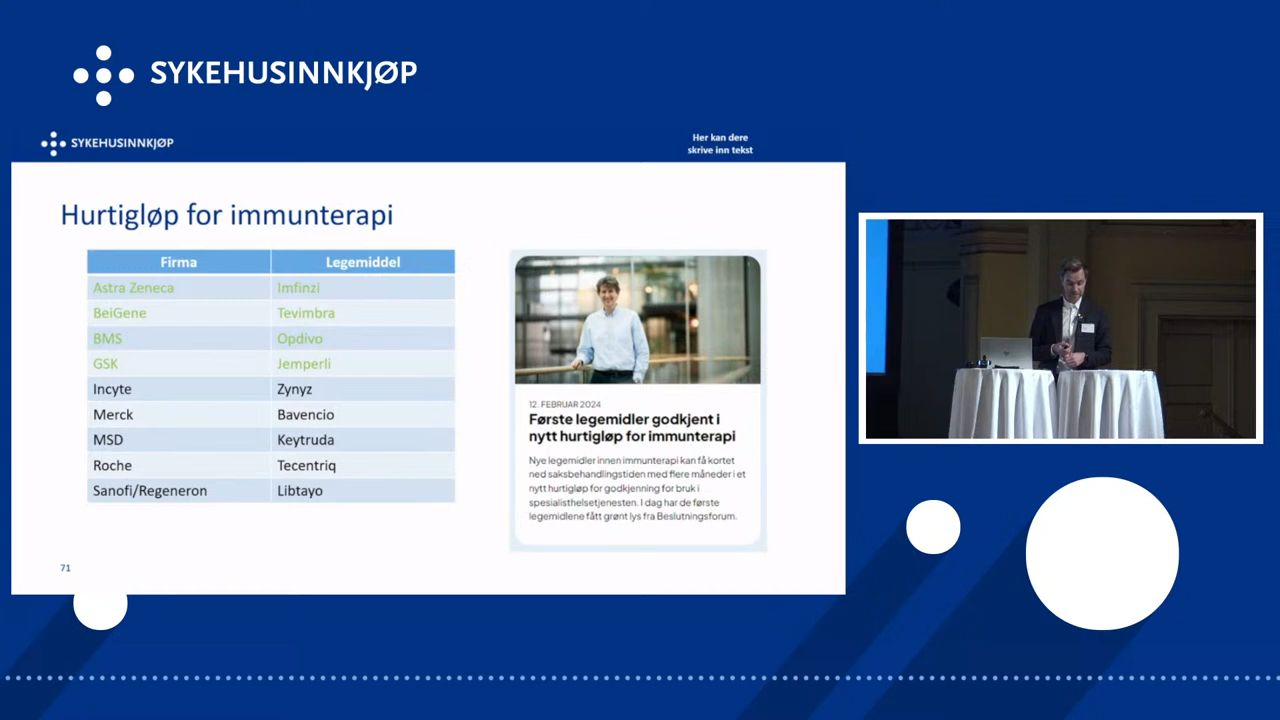 SYKEHUSINNKJØP
SYKEHUSINNKJØP
Her kan dere
skrive inn tekst
Hurtigløp for immunterapi
Firma Legemiddel
Astra Zeneca Imfinzi
BeiGene Tevimbra
BMS Opdivo
GSK Jemperli
Incyte Zynyz
Merck Bavencio
MSD Keytruda
Roche Tecentriq
Sanofi/Regeneron Libtayo
12. FEBRUAR 2024
Første legemidler godkjent i
nytt hurtigløp for immunterapi
Nye legemidler innen immunterapi kan få kortet
ned saksbehandlingstiden med flere måneder i et
nytt hurtigløp for godkjenning for bruk i
spesialisthelsetjenesten. I dag har de første
legemidlene fått grønt lys fra Beslutningsforum.
71